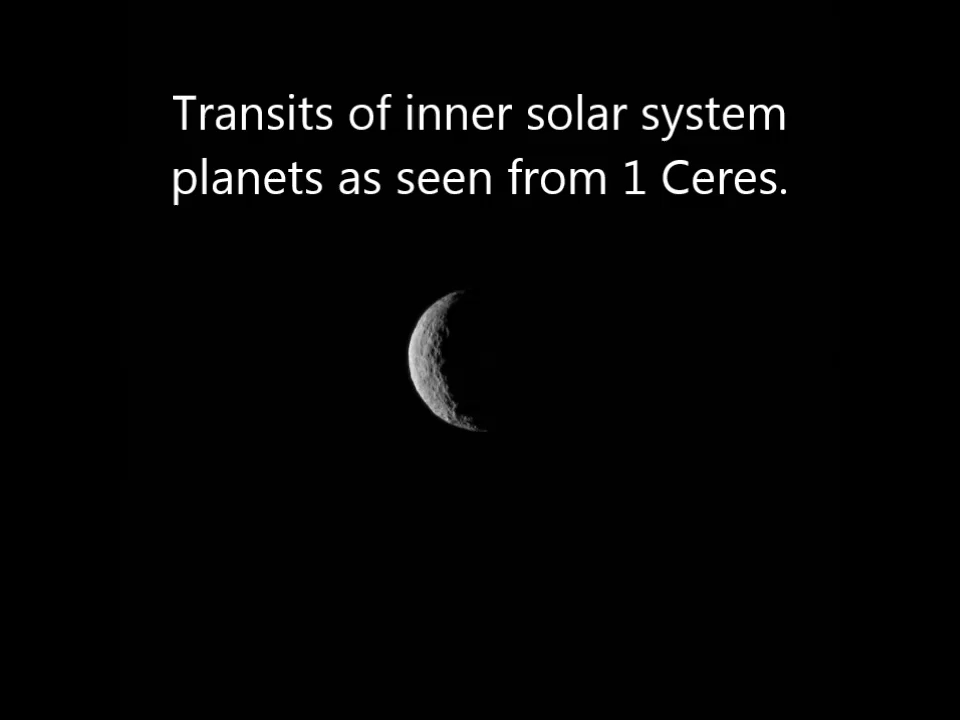 Transits of inner solar system
planets as seen from 1 Ceres.